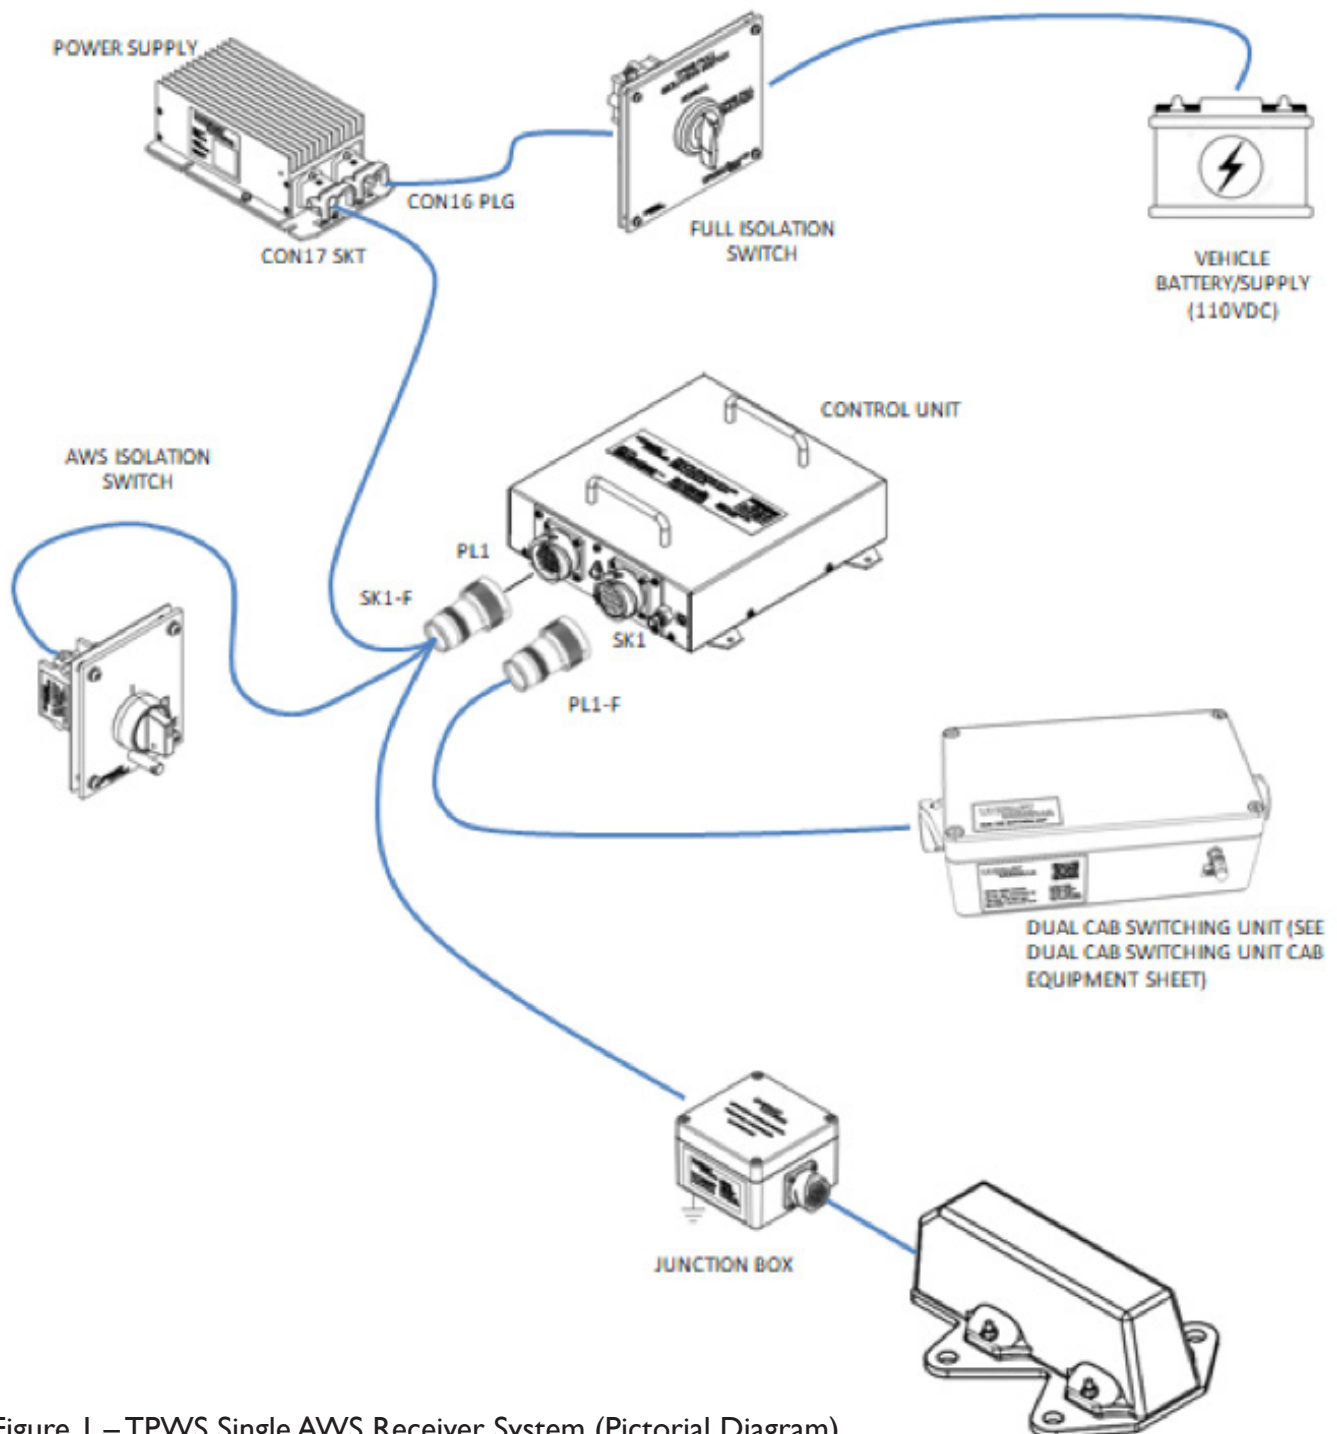 POWER SUPPLY
CON16 PLG
CON17 SKT
FULL ISOLATION
SWITCH
VEHICLE
BATTERY/SUPPLY
(110VDC)
CONTROL UNIT
AWS ISOLATION
SWITCH
PL1
SK1-F
SK1
PL1-F
DUAL CAB SWITCHING UNIT (SEE
DUAL CAB SWITCHING UNIT CAB
EQUIPMENT SHEET)
JUNCTION BOX
Figure 1 – TPWS Single AWS Receiver System (Pictorial Diagram)